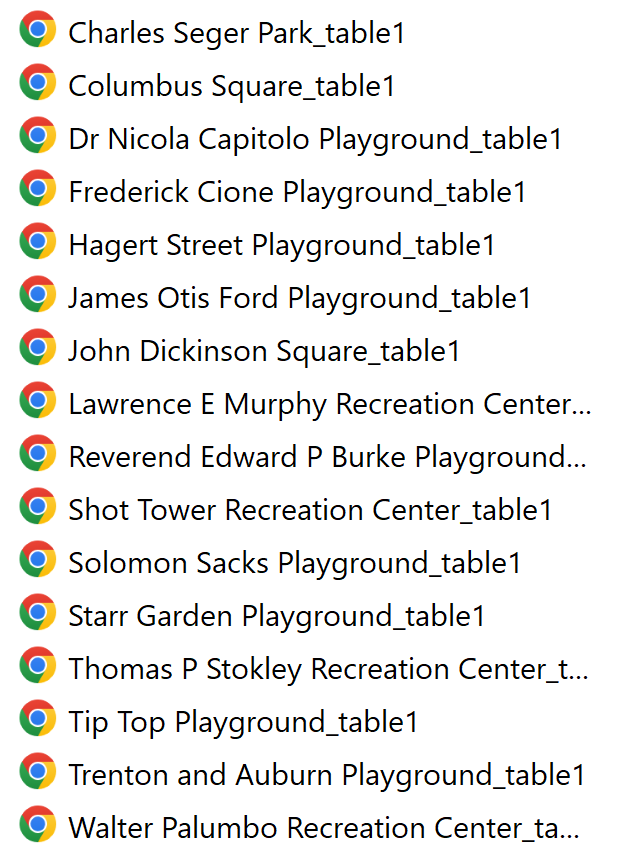 Charles Seger Park_table1
Columbus Square_table1
Dr Nicola Capitolo Playground_table1
Frederick Cione Playground_table1
Hagert Street Playground_table1
James Otis Ford Playground_table1
John Dickinson Square_table1
Lawrence E Murphy Recreation Center...
Reverend Edward P Burke Playground...
Shot Tower Recreation Center_table1
Solomon Sacks Playground_table1
Starr Garden Playground_table1
Thomas P Stokley Recreation Center_t...
Tip Top Playground_table1
Trenton and Auburn Playground_table1
Walter Palumbo Recreation Center_ta...